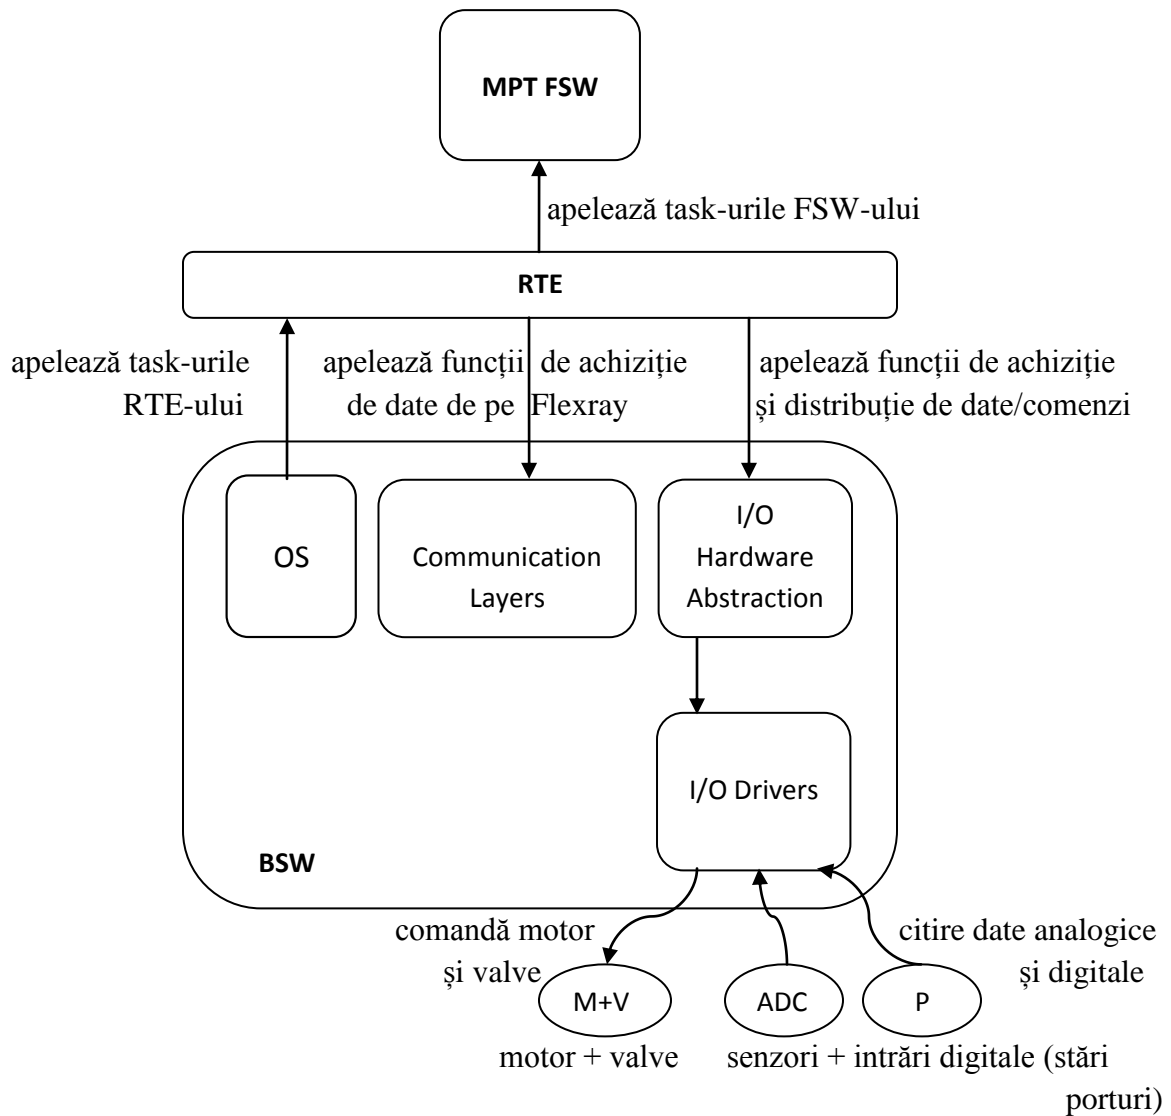 MPT FSW
apelează task-urile FSW-ului
RTE
apelează task-urile
RTE-ului
apelează funcții de achiziție
de date de pe Flexray
apelează funcții de achiziție
și distribuție de date/comenzi
OS
Communication
Layers
I/O
Hardware
Abstraction
I/O Drivers
BSW
comandă motor
și valve
citire date analogice
și digitale
M+V
ADC
P
motor + valve
senzori + intrări digitale (stări
porturi)